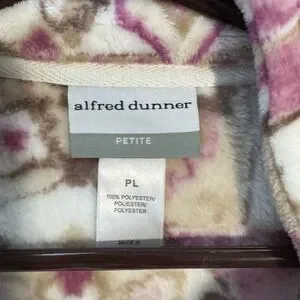 alfred dunner
PETITE
PL
100% POLYESTER/
POLIESTER/
POLYESTER
MADE IN